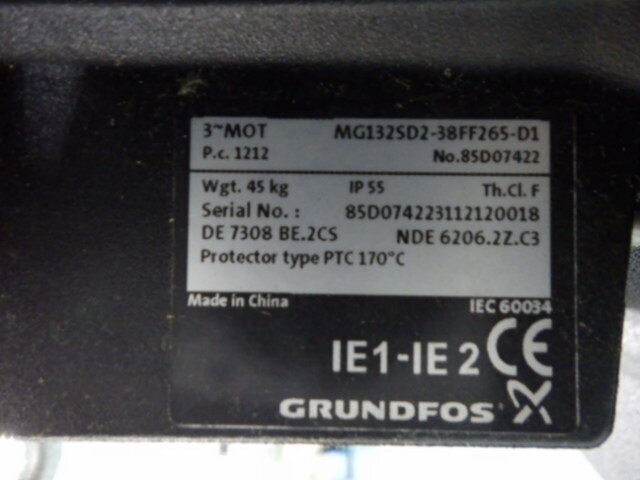 3~MOT MG132SD2-38FF265-D1
P.c. 1212 No.85D07422
Wgt. 45 kg IP 55 Th.Cl. F
Serial No. : 85D074223112120018
DE 7308 BE.2CS NDE 6206.2Z.C3
Protector type PTC 170°C
Made in China IEC 60034
IE1-IE 2 CE
GRUNDFOS